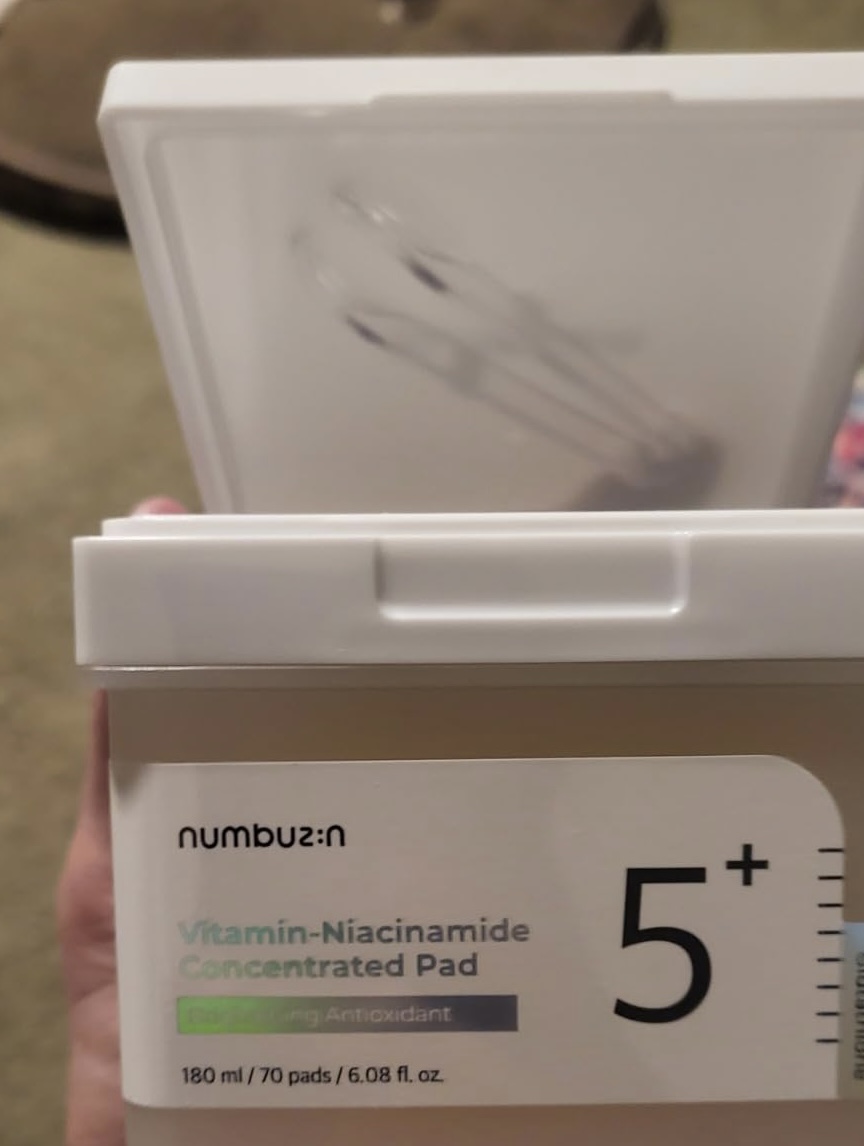 numbuz:n
5+
Vitamin-Niacinamide
Concentrated Pad
Antioxidant
180 ml / 70 pads / 6.08 fl. oz.